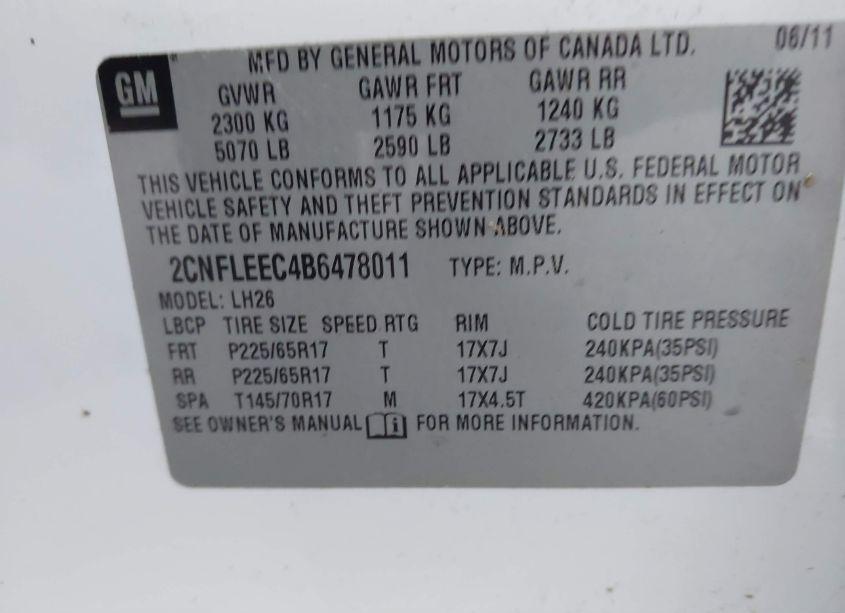 GM
MFD BY GENERAL MOTORS OF CANADA LTD. 06/11
GVWR GAWR FRT GAWR RR
2300 KG 1175 KG 1240 KG
5070 LB 2590 LB 2733 LB
THIS VEHICLE CONFORMS TO ALL APPLICABLE U.S. FEDERAL MOTOR
VEHICLE SAFETY AND THEFT PREVENTION STANDARDS IN EFFECT ON
THE DATE OF MANUFACTURE SHOWN ABOVE.
2CNFLEEC4B6478011 TYPE: M.P.V.
MODEL: LH26
LBCP TIRE SIZE SPEED RTG RIM COLD TIRE PRESSURE
FRT P225/65R17 T 17X7J 240KPA(35PSI)
RR P225/65R17 T 17X7J 240KPA(35PSI)
SPA T145/70R17 M 17X4.5T 420KPA(60PSI)
SEE OWNER'S MANUAL i FOR MORE INFORMATION.